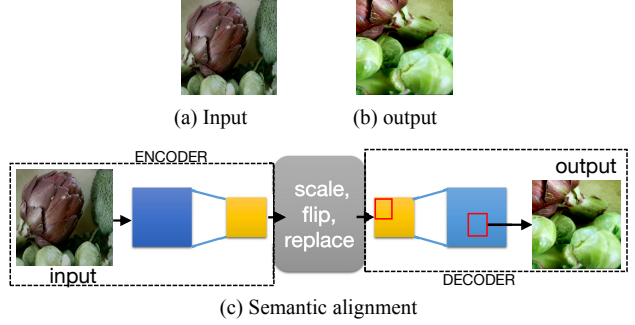 (a) Input
(b) output
ENCODER
output
scale,
flip,
replace
input
DECODER
(c) Semantic alignment